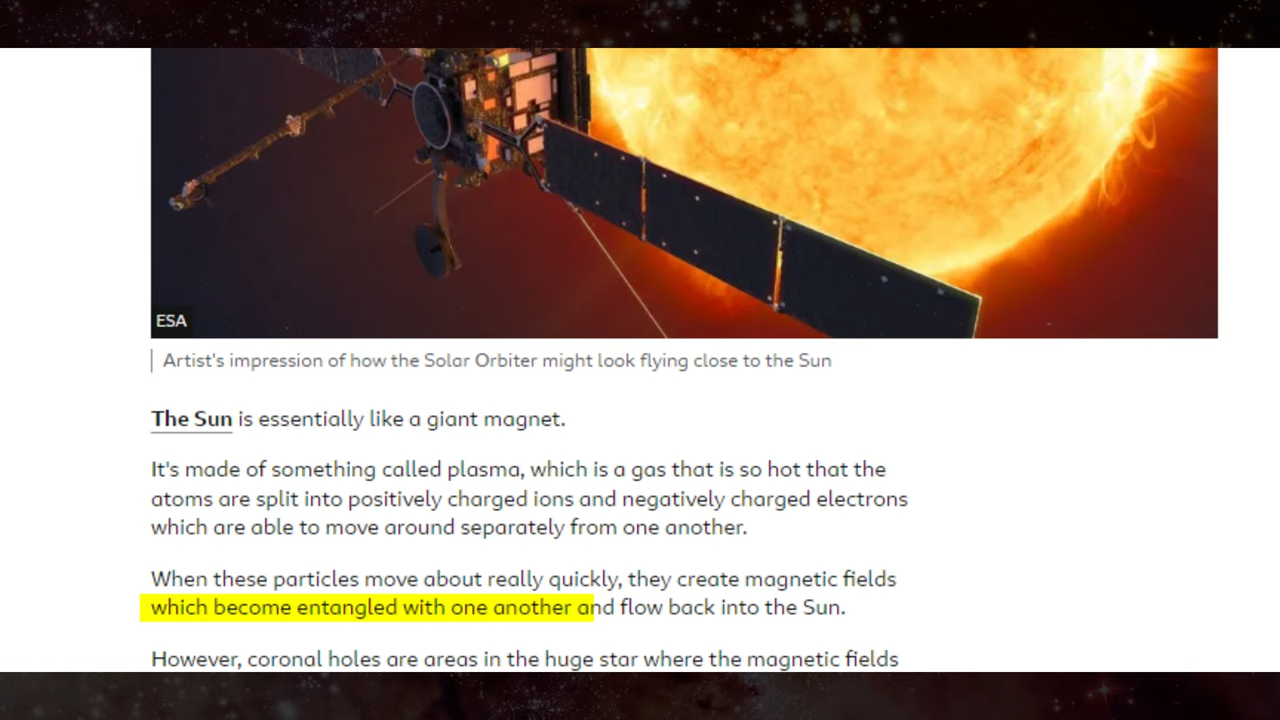 ESA
Artist's impression of how the Solar Orbiter might look flying close to the Sun
The Sun is essentially like a giant magnet.
It's made of something called plasma, which is a gas that is so hot that the
atoms are split into positively charged ions and negatively charged electrons
which are able to move around separately from one another.
When these particles move about really quickly, they create magnetic fields
which become entangled with one another and flow back into the Sun.
However, coronal holes are areas in the huge star where the magnetic fields